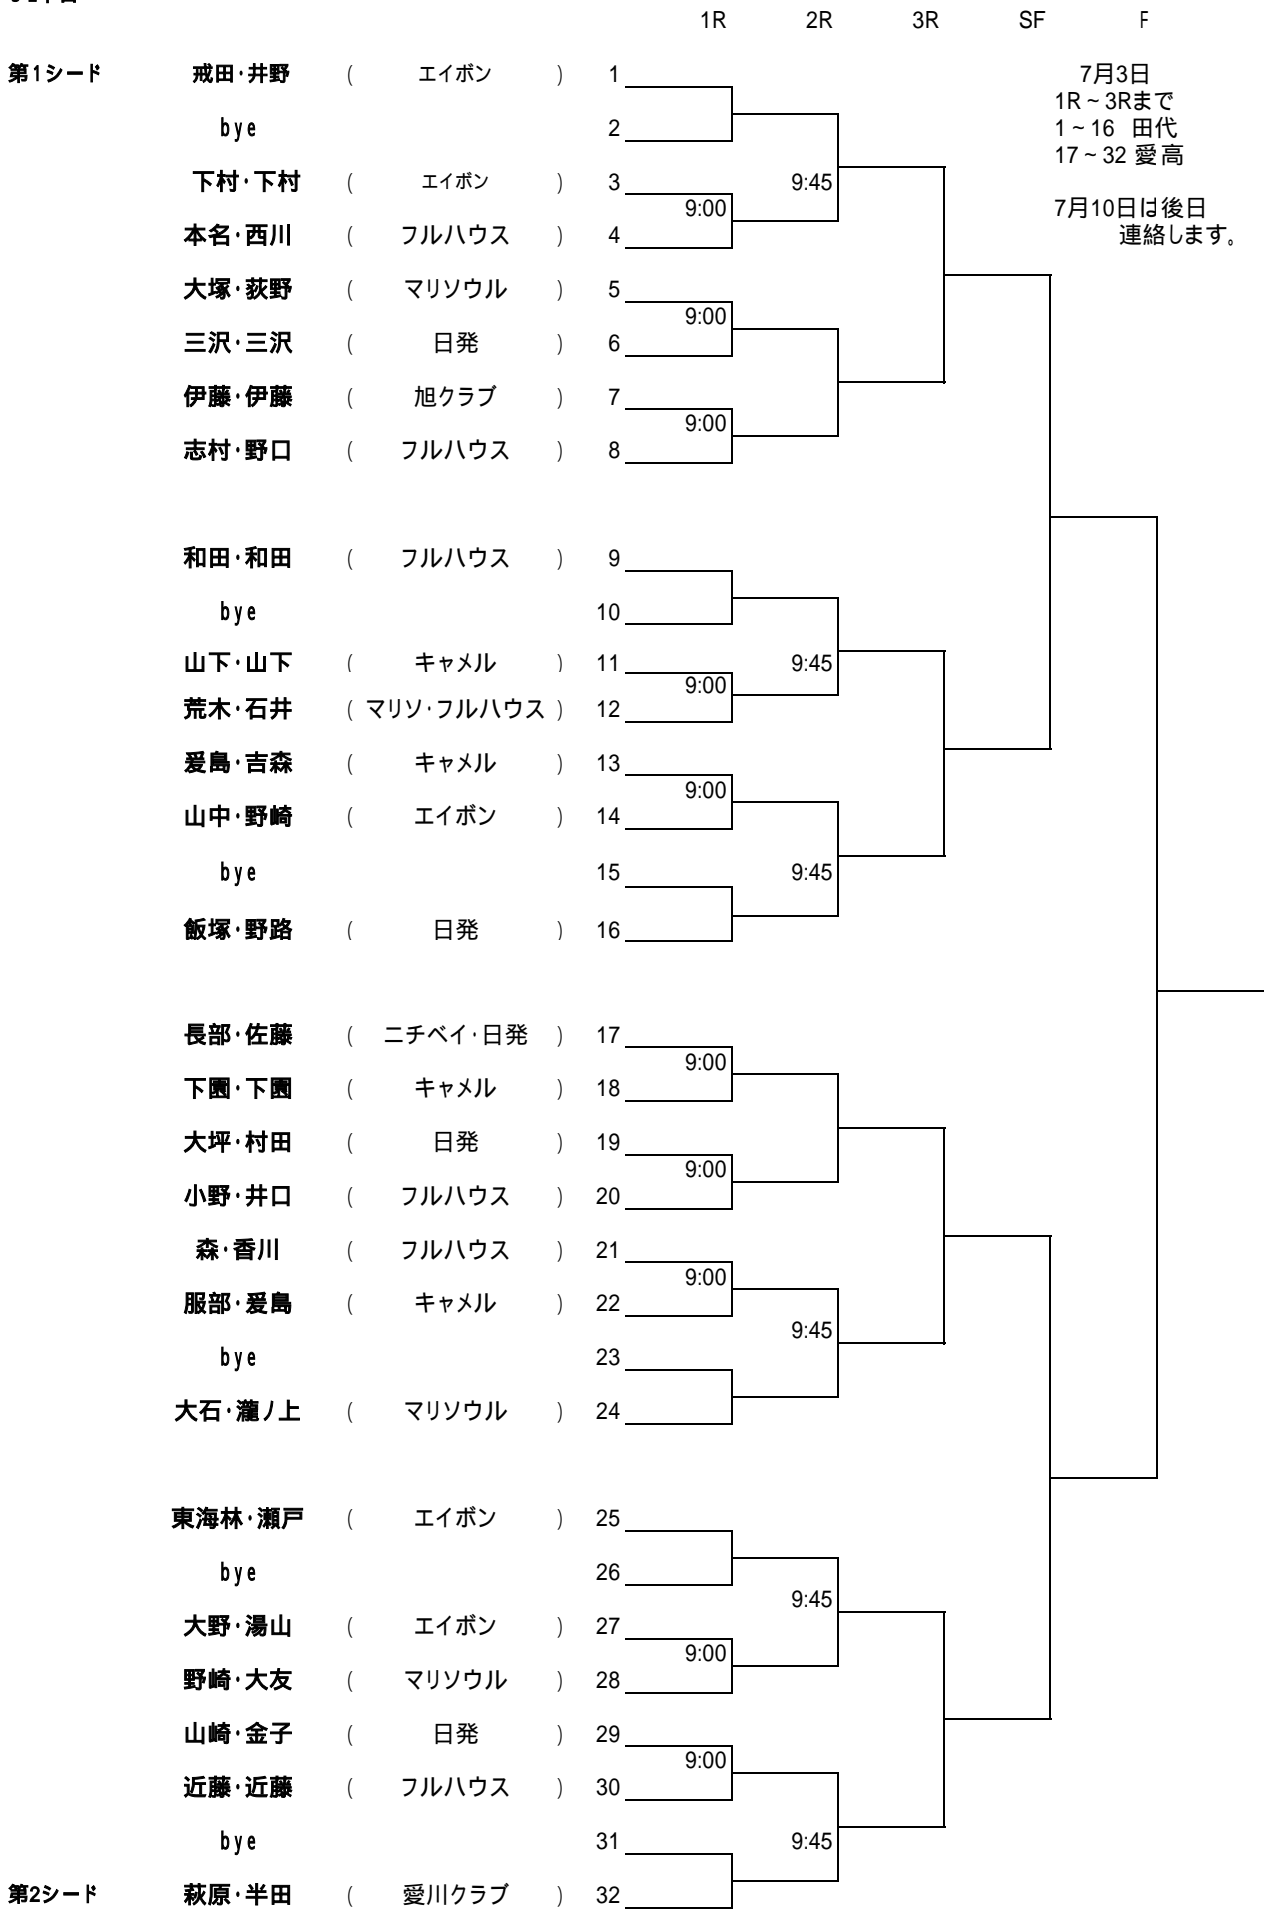 1R 2R 3R SF F
第1シード 戒田・井野 ( エイボン ) 1
7月3日
1R~3Rまで
bye 2
1~16 田代
17~32 愛高
下村・下村 ( エイボン ) 3 9:45
9:00
7月10日は後日
本名・西川 ( フルハウス ) 4
連絡します。
大塚・荻野 ( マリソウル ) 5
9:00
三沢・三沢 ( 日発 ) 6
伊藤・伊藤 ( 旭クラブ ) 7
9:00
志村・野口 ( フルハウス ) 8
和田・和田 ( フルハウス ) 9
bye 10
山下・山下 ( キャメル ) 11 9:45
9:00
荒木・石井 ( マリソ・フルハウス ) 12
爰島・吉森 ( キャメル ) 13
9:00
山中・野崎 ( エイボン ) 14
bye 15 9:45
飯塚・野路 ( 日発 ) 16
長部・佐藤 ( ニチベイ・日発 ) 17
9:00
下園・下園 ( キャメル ) 18
大坪・村田 ( 日発 ) 19
9:00
小野・井口 ( フルハウス ) 20
森・香川 ( フルハウス ) 21
9:00
服部・爰島 ( キャメル ) 22
9:45
bye 23
大石・瀧ノ上 ( マリソウル ) 24
東海林・瀬戸 ( エイボン ) 25
bye 26
9:45
大野・湯山 ( エイボン ) 27
9:00
野崎・大友 ( マリソウル ) 28
山崎・金子 ( 日発 ) 29
9:00
近藤・近藤 ( フルハウス ) 30
bye 31 9:45
第2シード 萩原・半田 ( 愛川クラブ ) 32